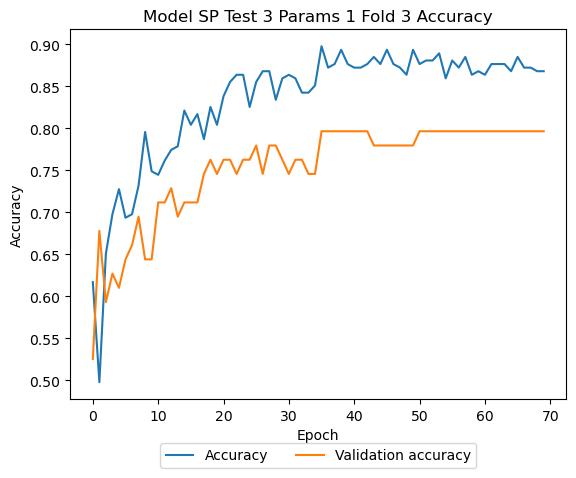 Model SP Test 3 Params 1 Fold 3 Accuracy
0.90
0.85
0.80
0.75
0.70
0.65
0.60
0.55
0.50
Accuracy
0 10 20 30 40 50 60 70
Epoch
Accuracy Validation accuracy